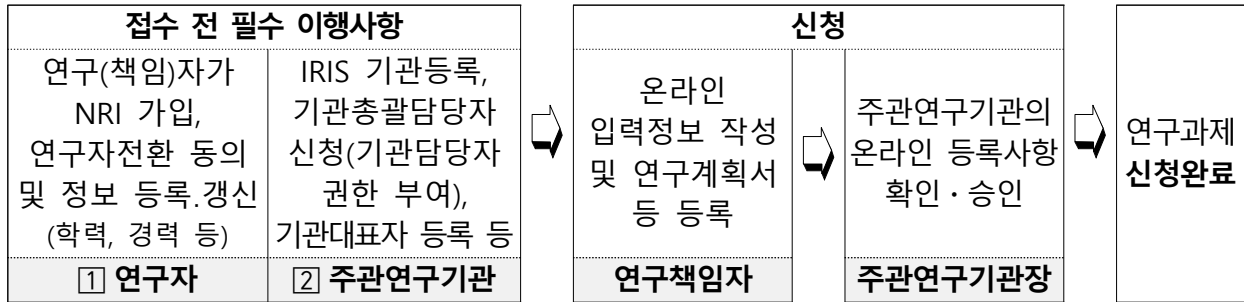 접수 전 필수 이행사항
연구(책임)자가
NRI 가입,
연구자전환 동의
및 정보 등록.갱신
(학력, 경력 등)
1 연구자
IRIS 기관등록,
기관총괄담당자
신청(기관담당자
권한 부여),
기관대표자 등록 등
2 주관연구기관
신청
온라인
입력정보 작성
및 연구계획서
등 등록
연구책임자
주관연구기관의
온라인 등록사항
확인・승인
주관연구기관장
연구과제
신청완료